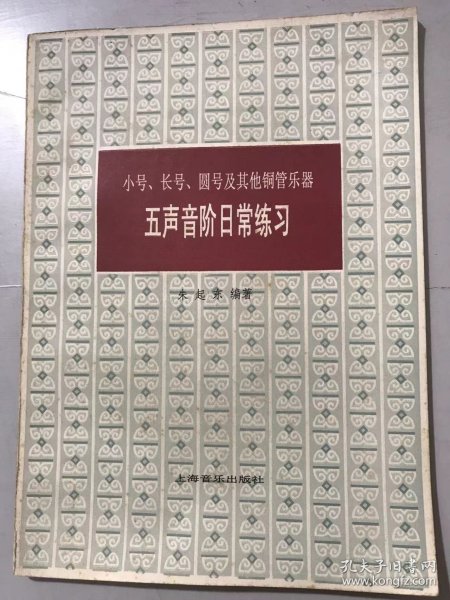 小号、长号、圆号及其他铜管乐器
五声音阶日常练习
朱起东 编著
上海音乐出版社
孔夫子旧书网
www.kongfz.com